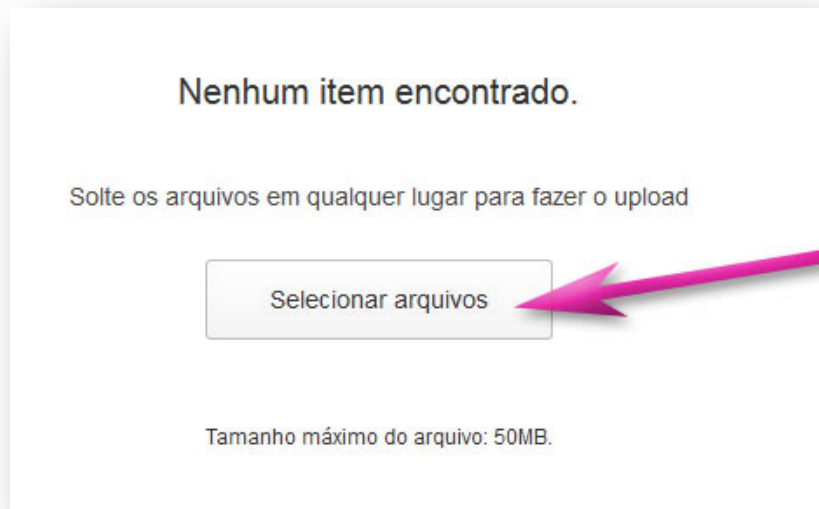 Nenhum item encontrado.
Solte os arquivos em qualquer lugar para fazer o upload
Selecionar arquivos
Tamanho máximo do arquivo: 50MB.